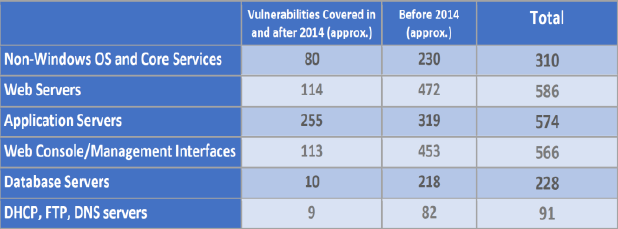 Vulnerabilities Covered in and after 2014 (approx.) Before 2014 (approx.) Total
Non-Windows OS and Core Services 80 230 310
Web Servers 114 472 586
Application Servers 255 319 574
Web Console/Management Interfaces 113 453 566
Database Servers 10 218 228
DHCP, FTP, DNS servers 9 82 91